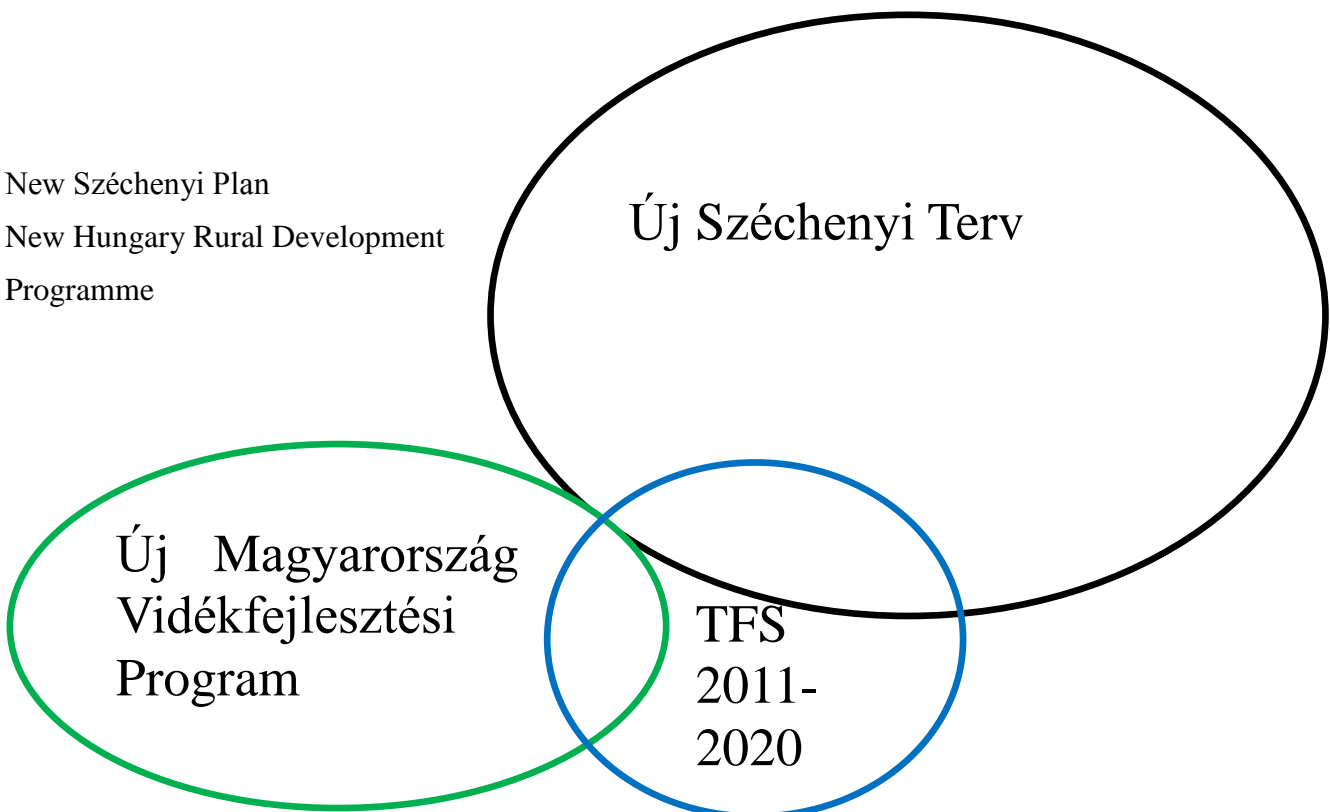 New Széchenyi Plan
New Hungary Rural Development
Programme
Új Széchenyi Terv
Új Magyarország
Vidékfejlesztési
Program
TFS
2011-
2020